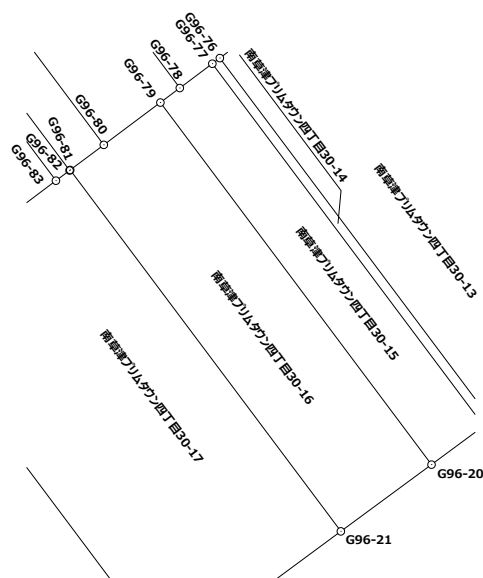 G96-76
G96-77
G96-78
G96-79
G96-80
G96-81
G96-82
G96-83
南草津プリムタウン四丁目30-14
南草津プリムタウン四丁目30-13
南草津プリムタウン四丁目30-15
南草津プリムタウン四丁目30-16
南草津プリムタウン四丁目30-17
G96-20
G96-21